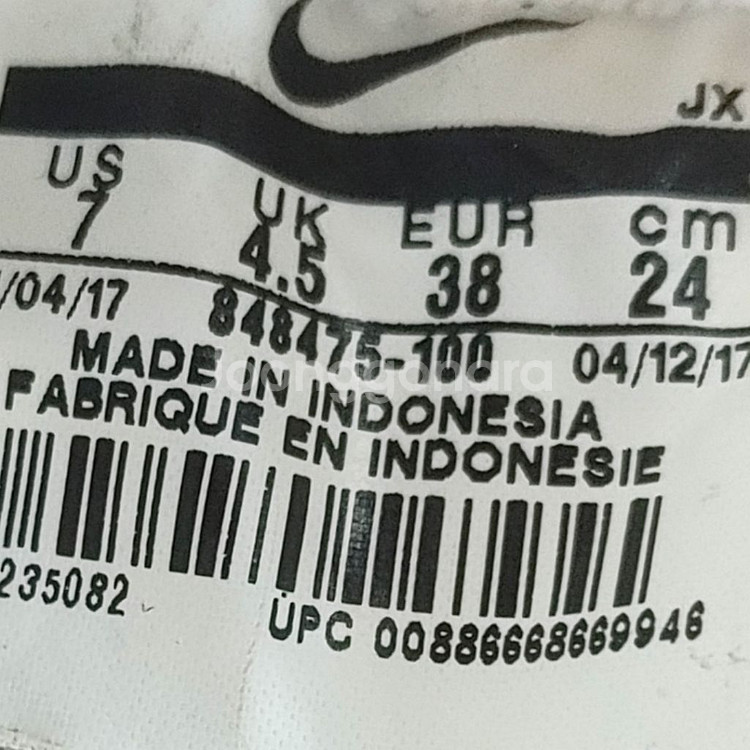 JX
US UK EUR cm
7 4.5 38 24
/04/17 848475-100 04/12/17
MADE IN INDONESIA
FABRIQUE EN INDONESIE
235082 UPC 00886668669946